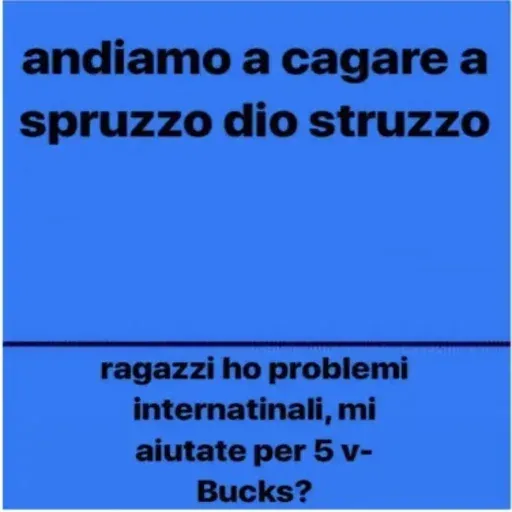 andiamo a cagare a
spruzzo dio struzzo
ragazzi ho problemi
internatinali, mi
aiutate per 5 v-
Bucks?